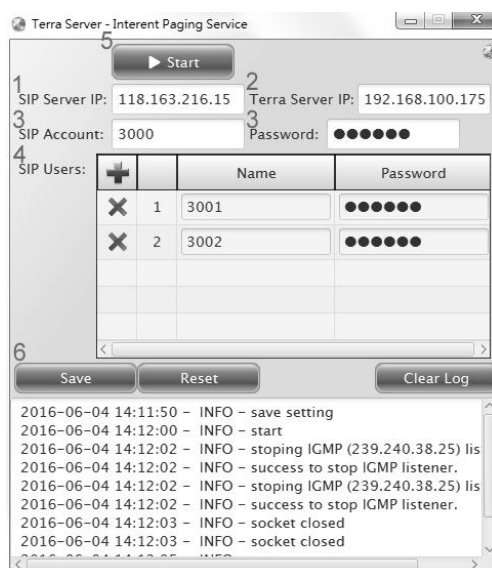 Terra Server - Interent Paging Service
5
Start
1 2
SIP Server IP: 118.163.216.15 Terra Server IP: 192.168.100.175
3 3
SIP Account: 3000 Password: ●●●●●●
4
SIP Users: Name Password
1 3001 ●●●●●●
2 3002 ●●●●●●
6
Save Reset Clear Log
2016-06-04 14:11:50 - INFO - save setting
2016-06-04 14:12:00 - INFO - start
2016-06-04 14:12:02 - INFO - stoping IGMP (239.240.38.25) lis
2016-06-04 14:12:02 - INFO - success to stop IGMP listener.
2016-06-04 14:12:02 - INFO - stoping IGMP (239.240.38.25) lis
2016-06-04 14:12:02 - INFO - success to stop IGMP listener.
2016-06-04 14:12:03 - INFO - socket closed
2016-06-04 14:12:03 - INFO - socket closed